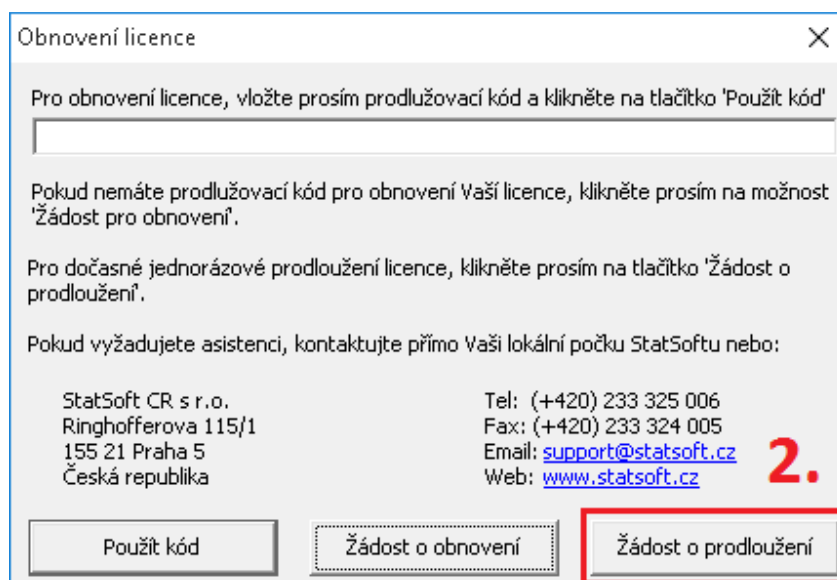 Obnovení licence
Pro obnovení licence, vložte prosím prodlužovací kód a klikněte na tlačítko 'Použít kód'
Pokud nemáte prodlužovací kód pro obnovení Vaší licence, klikněte prosím na možnost
'Žádost pro obnovení'.
Pro dočasné jednorázové prodloužení licence, klikněte prosím na tlačítko 'Žádost o
prodloužení'.
Pokud vyžadujete asistenci, kontaktujte přímo Vaši lokální počku StatSoftu nebo:
StatSoft CR s r.o.
Ringhofferova 115/1
155 21 Praha 5
Česká republika
Tel: (+420) 233 325 006
Fax: (+420) 233 324 005
Email: support@statsoft.cz
Web: www.statsoft.cz
2.
Použít kód
Žádost o obnovení
Žádost o prodloužení